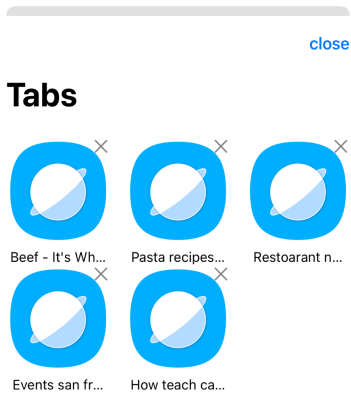 close
Tabs
Beef - It's Wh...
Pasta recipes...
Restoarant n...
Events san fr...
How teach ca...